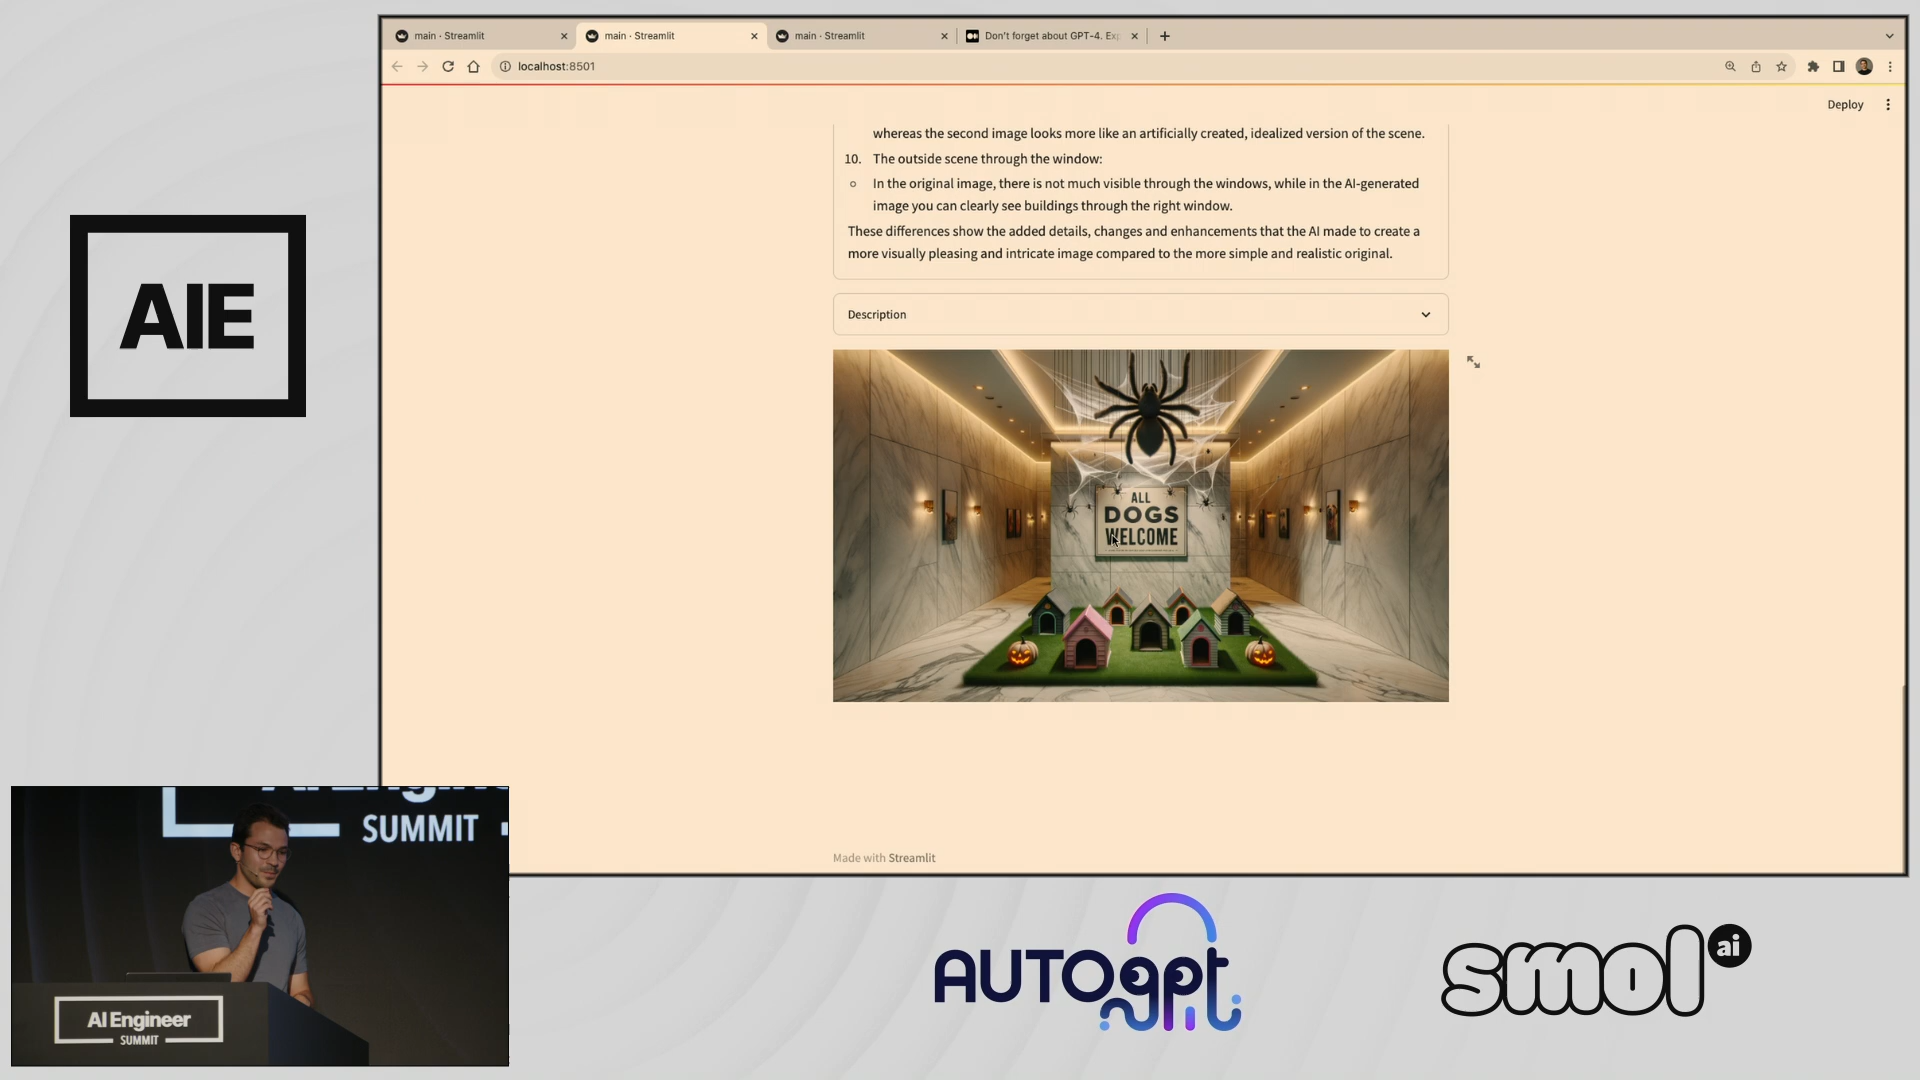 main · Streamlit
main · Streamlit
main · Streamlit
Don't forget about GPT-4. Ex
localhost:8501
Deploy
whereas the second image looks more like an artificially created, idealized version of the scene.
10. The outside scene through the window:
In the original image, there is not much visible through the windows, while in the AI-generated
image you can clearly see buildings through the right window.
These differences show the added details, changes and enhancements that the AI made to create a
more visually pleasing and intricate image compared to the more simple and realistic original.
Description
ALL
DOGS
WELCOME
Made with Streamlit
AIE
AI Engine
SUMMIT
AI Engineer
SUMMIT
AUTOgpt
smol ai